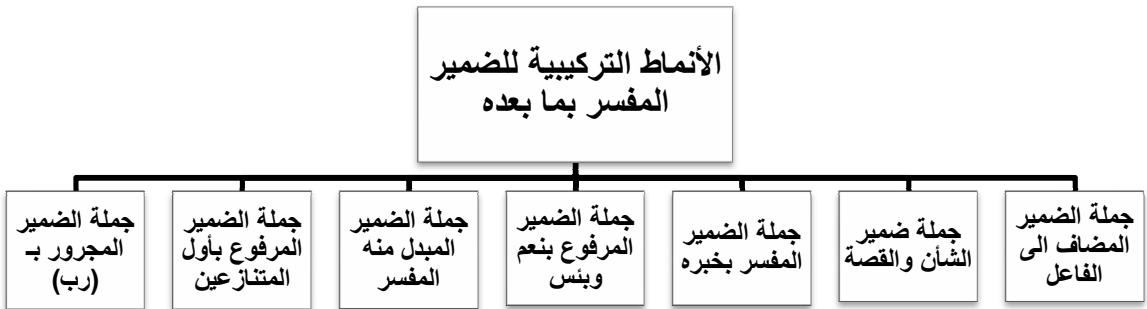 الأنماط التركيبية للضمير
المفسر بما بعده
جملة الضمير
المضاف الى
الفاعل
جملة ضمير
الشأن والقصة
جملة الضمير
المفسر بخبره
جملة الضمير
المرفوع بنعم
وبئس
جملة الضمير
المبدل منه
المفسر
جملة الضمير
المرفوع بأول
المتنازعين
جملة الضمير
المجرور بـ
(رب)